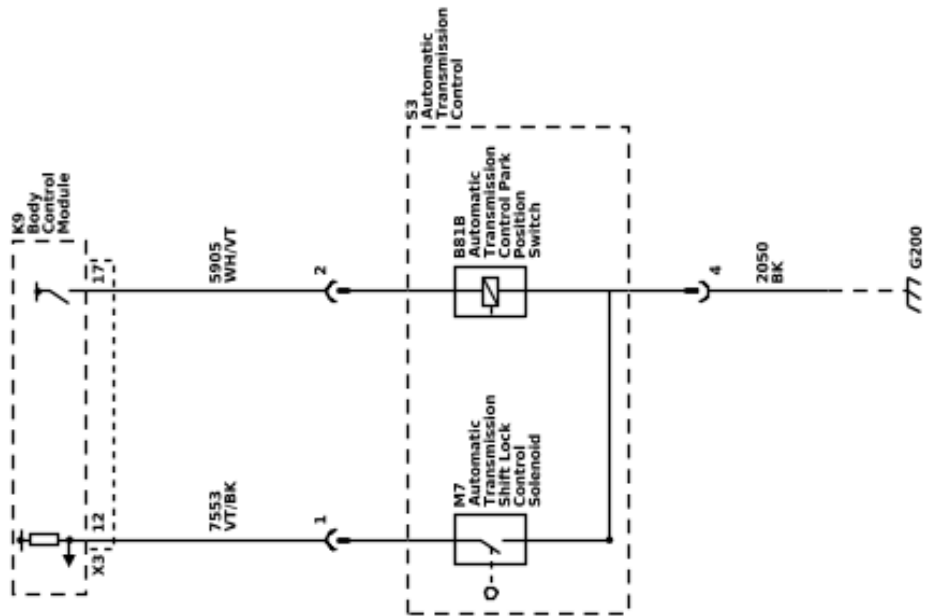 K9
Body
Control
Module
X3
12
17
7553
VT/BK
5905
WH/VT
1
2
S3
Automatic
Transmission
Control
M7
Automatic
Transmission
Shift Lock
Control
Solenoid
B81B
Automatic
Transmission
Control Park
Position
Switch
4
2050
BK
G200